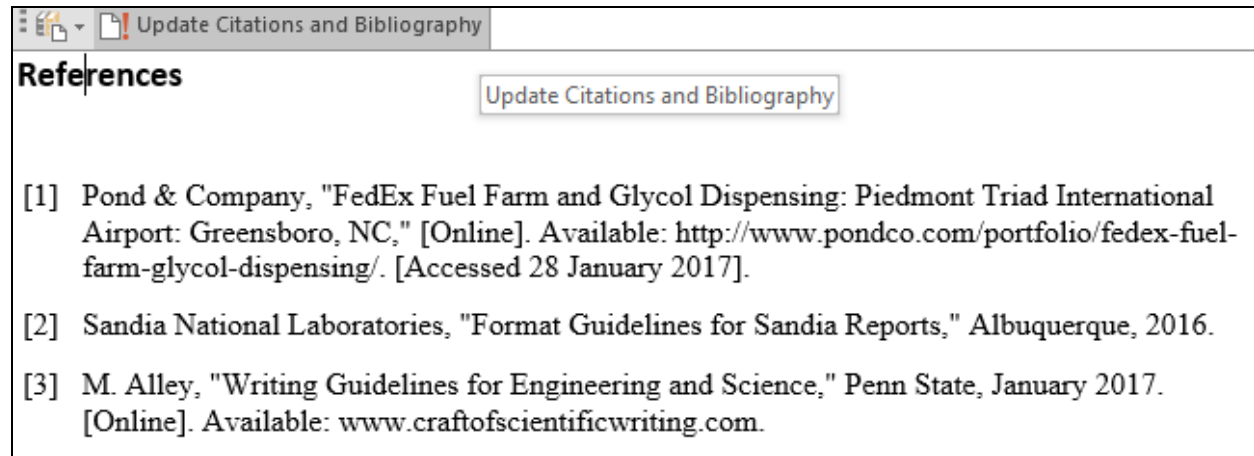 Update Citations and Bibliography
References
Update Citations and Bibliography
[1] Pond & Company, "FedEx Fuel Farm and Glycol Dispensing: Piedmont Triad International
Airport: Greensboro, NC," [Online]. Available: http://www.pondco.com/portfolio/fedex-fuel-
farm-glycol-dispensing/. [Accessed 28 January 2017].
[2] Sandia National Laboratories, "Format Guidelines for Sandia Reports," Albuquerque, 2016.
[3] M. Alley, "Writing Guidelines for Engineering and Science," Penn State, January 2017.
[Online]. Available: www.craftofscientificwriting.com.